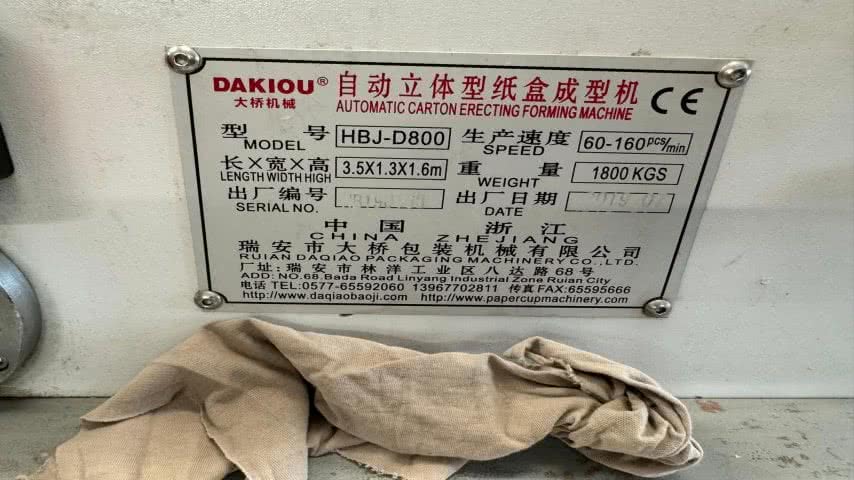 DAKIOU® 自动立体型纸盒成型机 CE
大桥机械 AUTOMATIC CARTON ERECTING FORMING MACHINE
型号 HBJ-D800 生产速度 60-160pcs/min
MODEL SPEED
长×宽×高 3.5X1.3X1.6m 重量 1800 KGS
LENGTH WIDTH HIGH WEIGHT
出厂编号 出厂日期
SERIAL NO. DATE
中国 浙江
CHINA ZHEJIANG
瑞安市大桥包装机械有限公司
RUIAN DAQIAO PACKAGING MACHINERY CO.,LTD.
厂址: 瑞安市林洋工业区八达路68号
ADD: NO.68.Bada Road Linyang Industrial Zone Ruian City
电话 TEL:0577-65592060 13967702811 传真 FAX:65595666
http://www.daqiaobaoji.com http://www.papercupmachinery.com